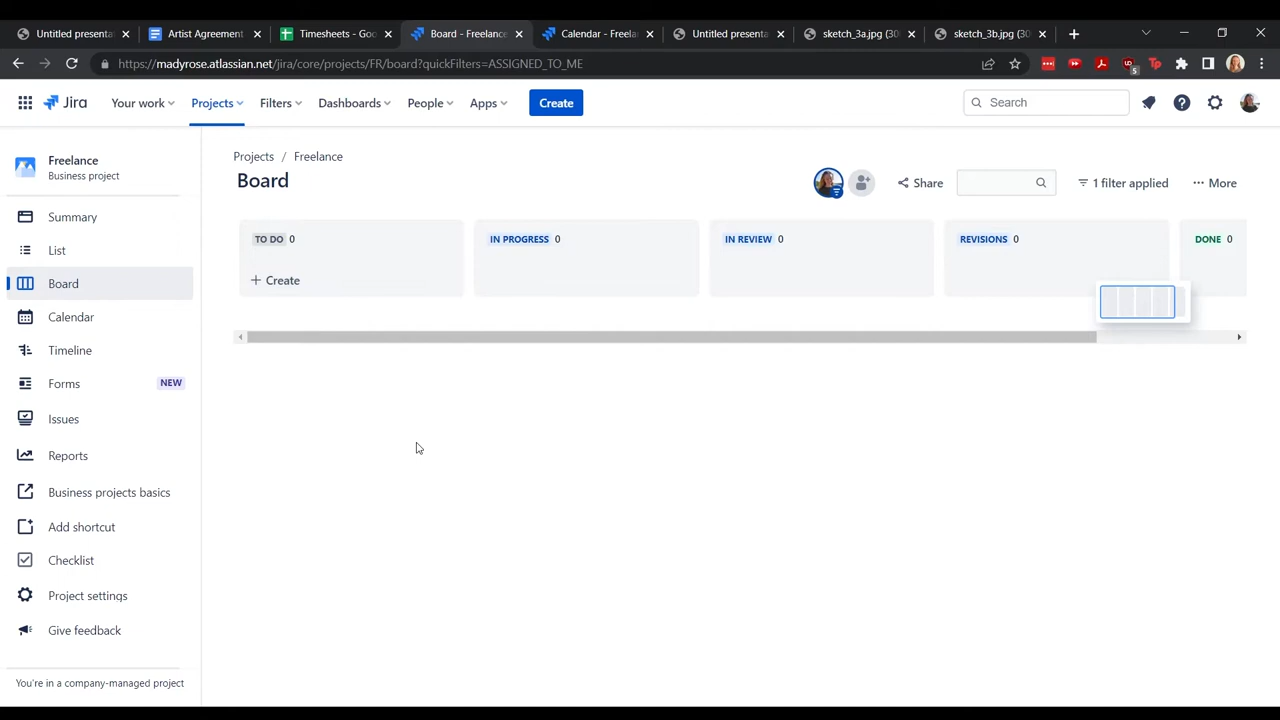 Untitled presenta
Artist Agreement
Timesheets - Goo
Board - Freelance
Calendar - Freela
Untitled presenta
sketch_3a.jpg (30
sketch_3b.jpg (30
https://madyrose.atlassian.net/jira/core/projects/FR/board?quickFilters=ASSIGNED_TO_ME
5
Jira
Your work
Projects
Filters
Dashboards
People
Apps
Create
Search
Freelance
Business project
Summary
List
Board
Calendar
Timeline
Forms NEW
Issues
Reports
Business projects basics
Add shortcut
Checklist
Project settings
Give feedback
You're in a company-managed project
Projects / Freelance
Board
Share
1 filter applied
More
TO DO 0
+ Create
IN PROGRESS 0
IN REVIEW 0
REVISIONS 0
DONE 0